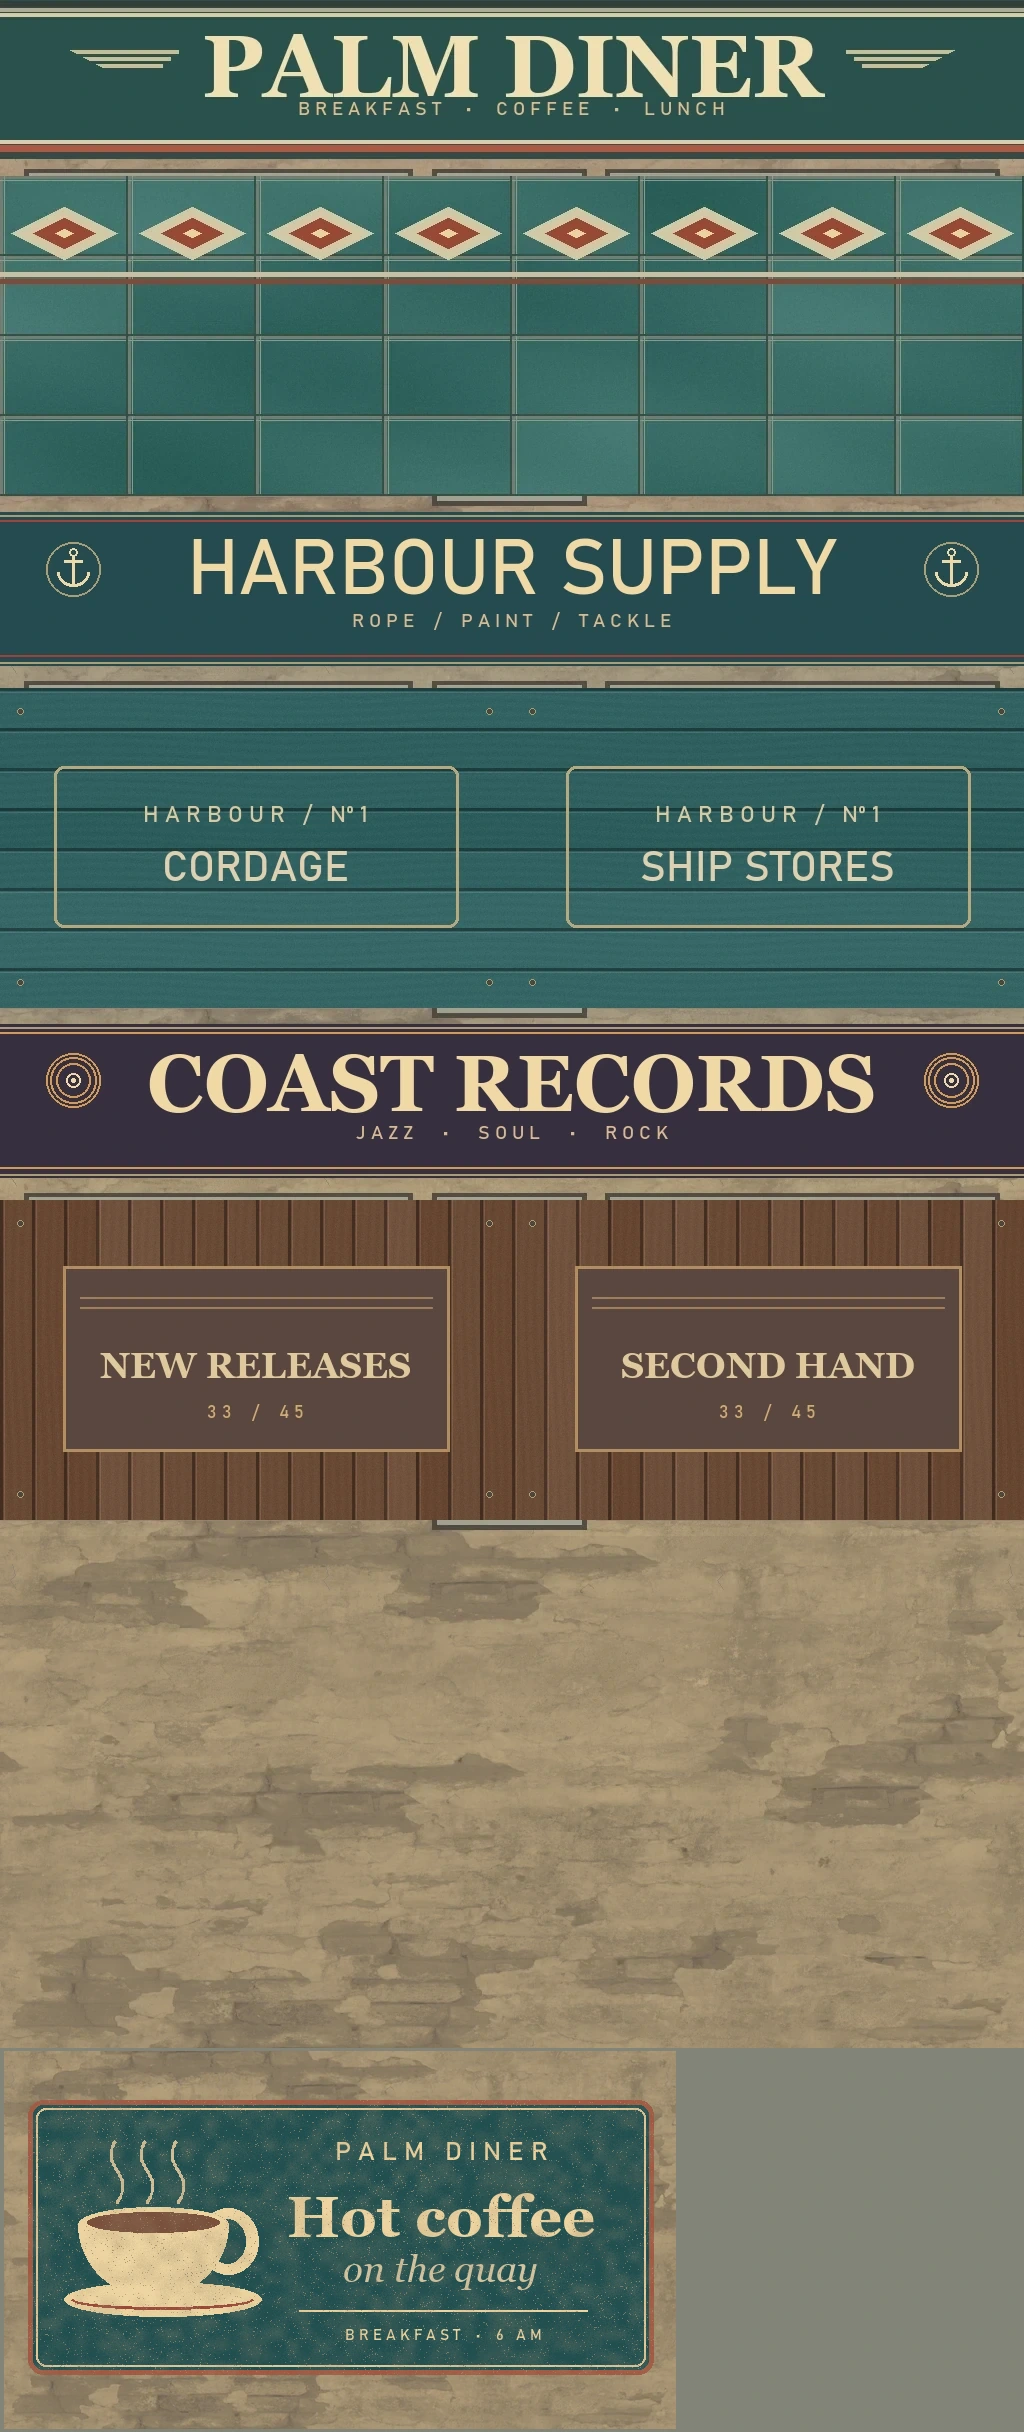 PALM DINER
BREAKFAST · COFFEE · LUNCH
HARBOUR SUPPLY
ROPE / PAINT / TACKLE
HARBOUR / Nº1
CORDAGE
HARBOUR / Nº1
SHIP STORES
COAST RECORDS
JAZZ · SOUL · ROCK
NEW RELEASES
33 / 45
SECOND HAND
33 / 45
PALM DINER
Hot coffee
on the quay
BREAKFAST · 6 AM